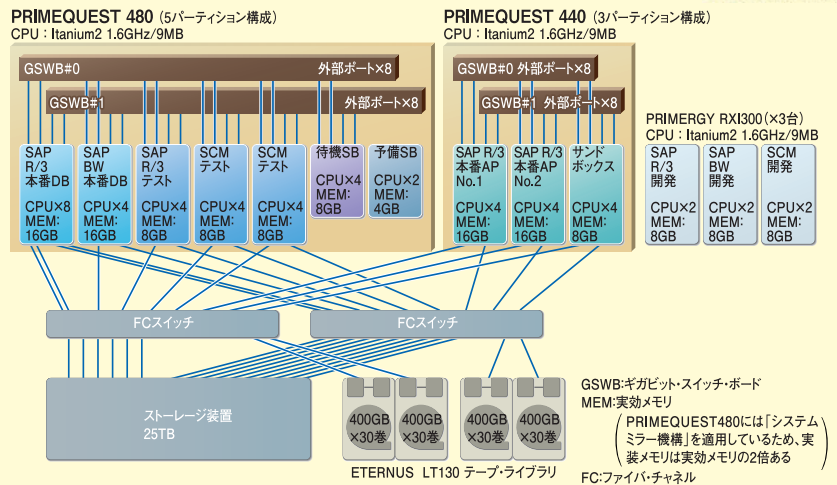 PRIMEQUEST 480 (5パーティション構成)
CPU : Itanium2 1.6GHz/9MB
GSWB#0 外部ポート×8
GSWB#1 外部ポート×8
SAP
R/3
本番DB
CPU×8
MEM:
16GB
SAP
BW
本番DB
CPU×4
MEM:
16GB
SAP
R/3
テスト
CPU×4
MEM:
8GB
SCM
テスト
CPU×4
MEM:
8GB
SCM
テスト
CPU×4
MEM:
8GB
待機SB
CPU×4
MEM:
8GB
予備SB
CPU×2
MEM:
4GB
PRIMEQUEST 440 (3パーティション構成)
CPU : Itanium2 1.6GHz/9MB
GSWB#0 外部ポート×8
GSWB#1 外部ポート×8
SAP R/3
本番AP
No.1
CPU×4
MEM:
16GB
SAP R/3
本番AP
No.2
CPU×4
MEM:
16GB
サンド
ボックス
CPU×4
MEM:
8GB
PRIMERGY RXI300(×3台)
CPU : Itanium2 1.6GHz/9MB
SAP
R/3
開発
CPU×2
MEM:
8GB
SAP
BW
開発
CPU×2
MEM:
8GB
SCM
開発
CPU×2
MEM:
8GB
FCスイッチ
FCスイッチ
ストーレージ装置
25TB
400GB
×30巻
400GB
×30巻
400GB
×30巻
400GB
×30巻
ETERNUS LT130 テープ・ライブラリ
GSWB:ギガビット・スイッチ・ボード
MEM:実効メモリ
(PRIMEQUEST480には「システム
ミラー機構」を適用しているため、実
装メモリは実効メモリの2倍ある)
FC:ファイバ・チャネル